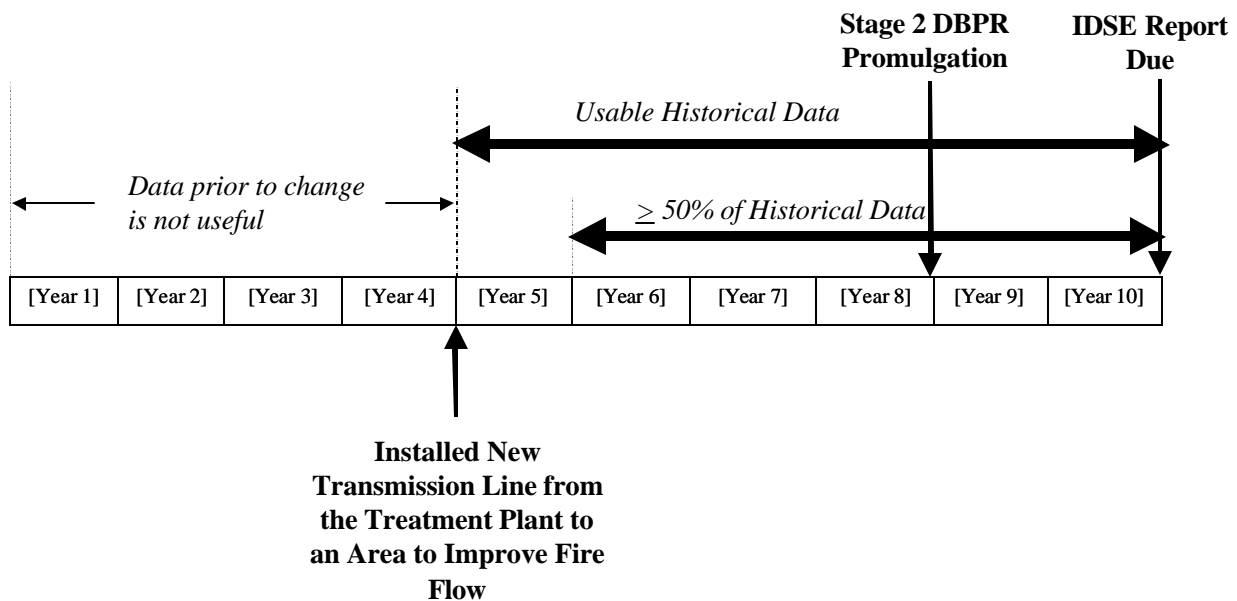 Stage 2 DBPR
Promulgation
IDSE Report
Due
Usable Historical Data
Data prior to change
is not useful
≥ 50% of Historical Data
[Year 1] [Year 2] [Year 3] [Year 4] [Year 5] [Year 6] [Year 7] [Year 8] [Year 9] [Year 10]
Installed New
Transmission Line from
the Treatment Plant to
an Area to Improve Fire
Flow